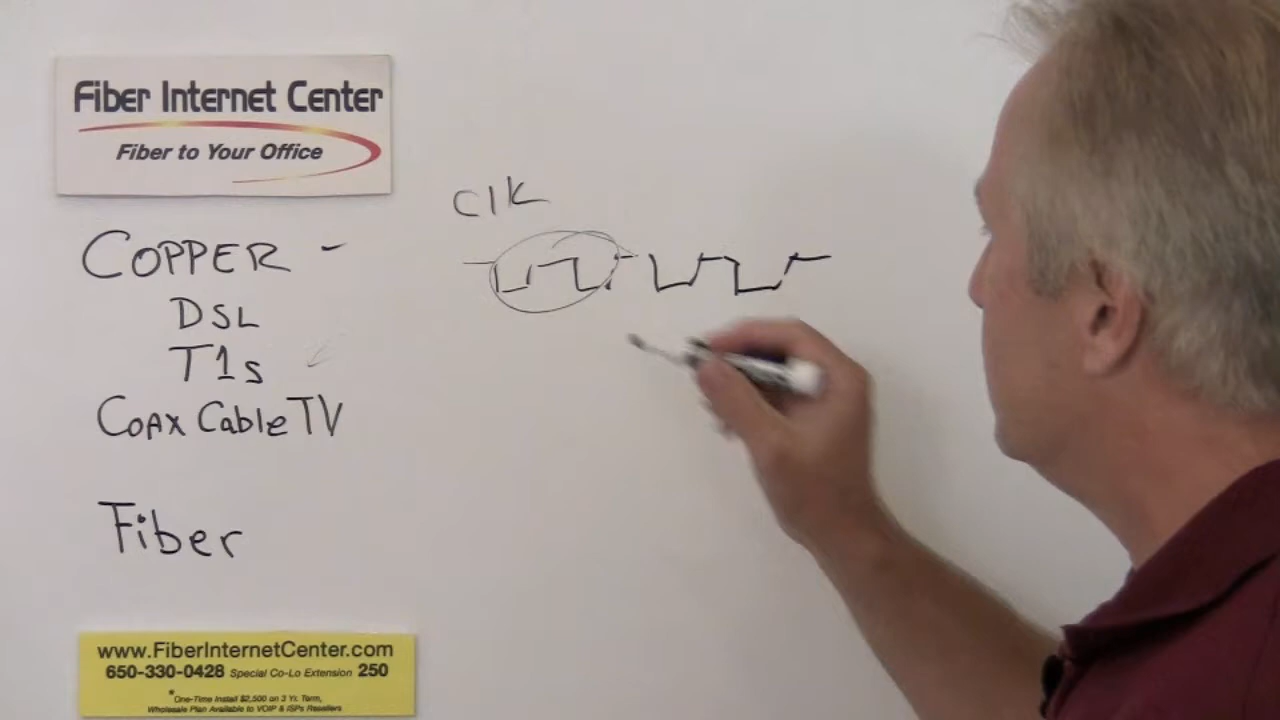 Fiber Internet Center
Fiber to Your Office
COPPER -
DSL
T1s
COAX Cable TV
Fiber
clk
www.FiberInternetCenter.com
650-330-0428 Special Co-Lo Extension 250
*One-Time Install $2,500 on 3 Yr. Term,
Wholesale Plan Available to VOIP & ISPs Resellers